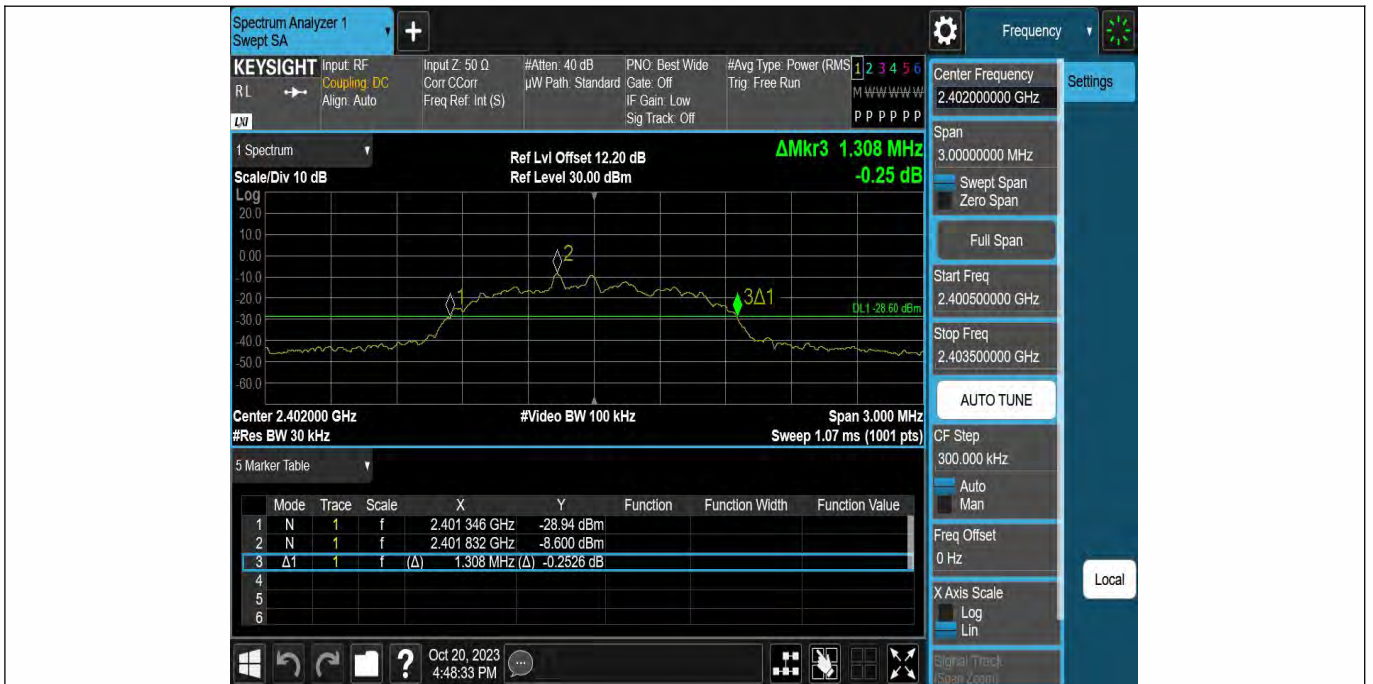 Spectrum Analyzer 1
Swept SA
Frequency
KEYSIGHT
RL
LXI
Input: RF
Coupling: DC
Align: Auto
Input Z: 50 Ω
Corr CCorr
Freq Ref: Int (S)
#Atten: 40 dB
µW Path: Standard
PNO: Best Wide
Gate: Off
IF Gain: Low
Sig Track: Off
#Avg Type: Power (RMS
Trig: Free Run
1 2 3 4 5 6
M W W W W W
P P P P P P
1 Spectrum
Scale/Div 10 dB
Ref Lvl Offset 12.20 dB
Ref Level 30.00 dBm
ΔMkr3 1.308 MHz
-0.25 dB
Log
20.0
10.0
0.00
-10.0
-20.0
-30.0
-40.0
-50.0
-60.0
1
2
3Δ1
DL1 -28.60 dBm
Center 2.402000 GHz
#Video BW 100 kHz
Span 3.000 MHz
#Res BW 30 kHz
Sweep 1.07 ms (1001 pts)
5 Marker Table
Mode Trace Scale X Y Function Function Width Function Value
1 N 1 f 2.401 346 GHz -28.94 dBm
2 N 1 f 2.401 832 GHz -8.600 dBm
3 Δ1 1 f (Δ) 1.308 MHz (Δ) -0.2526 dB
4
5
6
?
Oct 20, 2023
4:48:33 PM
Center Frequency
2.402000000 GHz
Settings
Span
3.00000000 MHz
Swept Span
Zero Span
Full Span
Start Freq
2.400500000 GHz
Stop Freq
2.403500000 GHz
AUTO TUNE
CF Step
300.000 kHz
Auto
Man
Freq Offset
0 Hz
X Axis Scale
Log
Lin
Local
Signal Track
(Span Zoom)